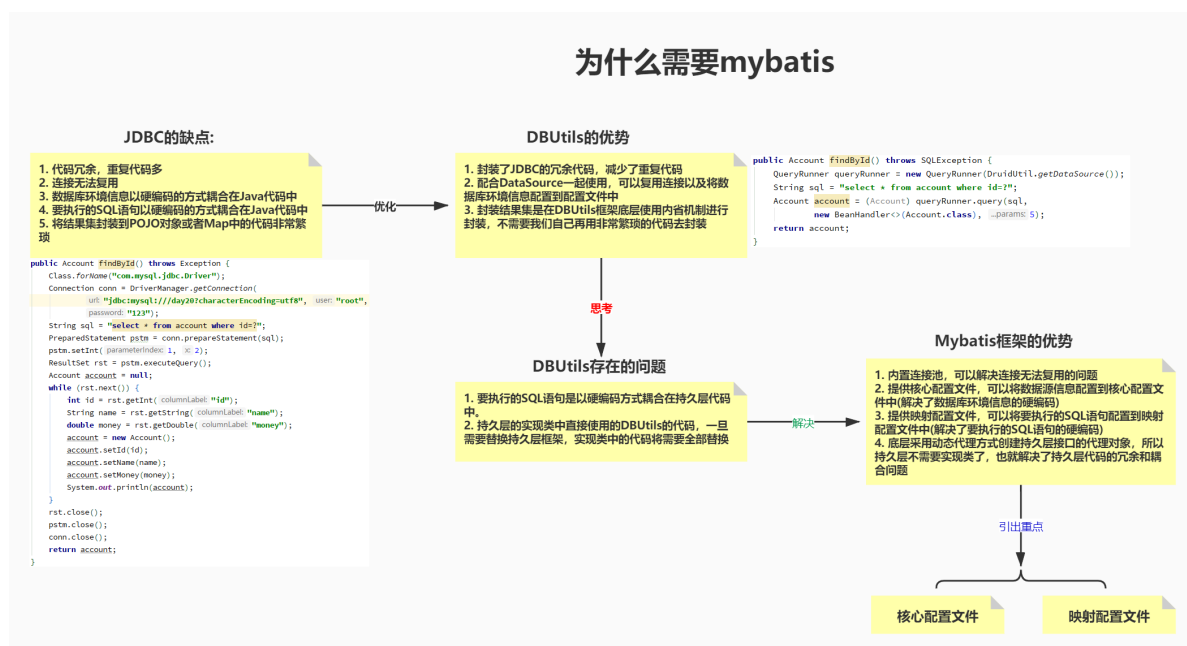 为什么需要mybatis
JDBC的缺点:
1. 代码冗余，重复代码多
2. 连接无法复用
3. 数据库环境信息以硬编码的方式耦合在Java代码中
4. 要执行的SQL语句以硬编码的方式耦合在Java代码中
5. 将结果集封装到POJO对象或者Map中的代码非常繁
琐
public Account findById() throws Exception {
Class.forName("com.mysql.jdbc.Driver");
Connection conn = DriverManager.getConnection(
url: "jdbc:mysql:///day20?characterEncoding=utf8", user: "root",
password: "123");
String sql = "select * from account where id=?";
PreparedStatement pstm = conn.prepareStatement(sql);
pstm.setInt( parameterIndex: 1, x: 2);
ResultSet rst = pstm.executeQuery();
Account account = null;
while (rst.next()) {
int id = rst.getInt( columnLabel: "id");
String name = rst.getString( columnLabel: "name");
double money = rst.getDouble( columnLabel: "money");
account = new Account();
account.setId(id);
account.setName(name);
account.setMoney(money);
System.out.println(account);
}
rst.close();
pstm.close();
conn.close();
return account;
}
优化
DBUtils的优势
1. 封装了JDBC的冗余代码，减少了重复代码
2. 配合DataSource一起使用，可以复用连接以及将数
据库环境信息配置到配置文件中
3. 封装结果集是在DBUtils框架底层使用内省机制进行
封装，不需要我们自己再用非常繁琐的代码去封装
public Account findById() throws SQLException {
QueryRunner queryRunner = new QueryRunner(DruidUtil.getDataSource());
String sql = "select * from account where id=?";
Account account = (Account) queryRunner.query(sql,
new BeanHandler<>(Account.class), ...params: 5);
return account;
}
思考
DBUtils存在的问题
1. 要执行的SQL语句是以硬编码方式耦合在持久层代码
中。
2. 持久层的实现类中直接使用的DBUtils的代码，一旦
需要替换持久层框架，实现类中的代码将需要全部替换
解决
Mybatis框架的优势
1. 内置连接池，可以解决连接无法复用的问题
2. 提供核心配置文件，可以将数据源信息配置到核心配置文
件中(解决了数据库环境信息的硬编码)
3. 提供映射配置文件，可以将要执行的SQL语句配置到映射
配置文件中(解决了要执行的SQL语句的硬编码)
4. 底层采用动态代理方式创建持久层接口的代理对象，所以
持久层不需要实现类了，也就解决了持久层代码的冗余和耦
合问题
引出重点
核心配置文件
映射配置文件